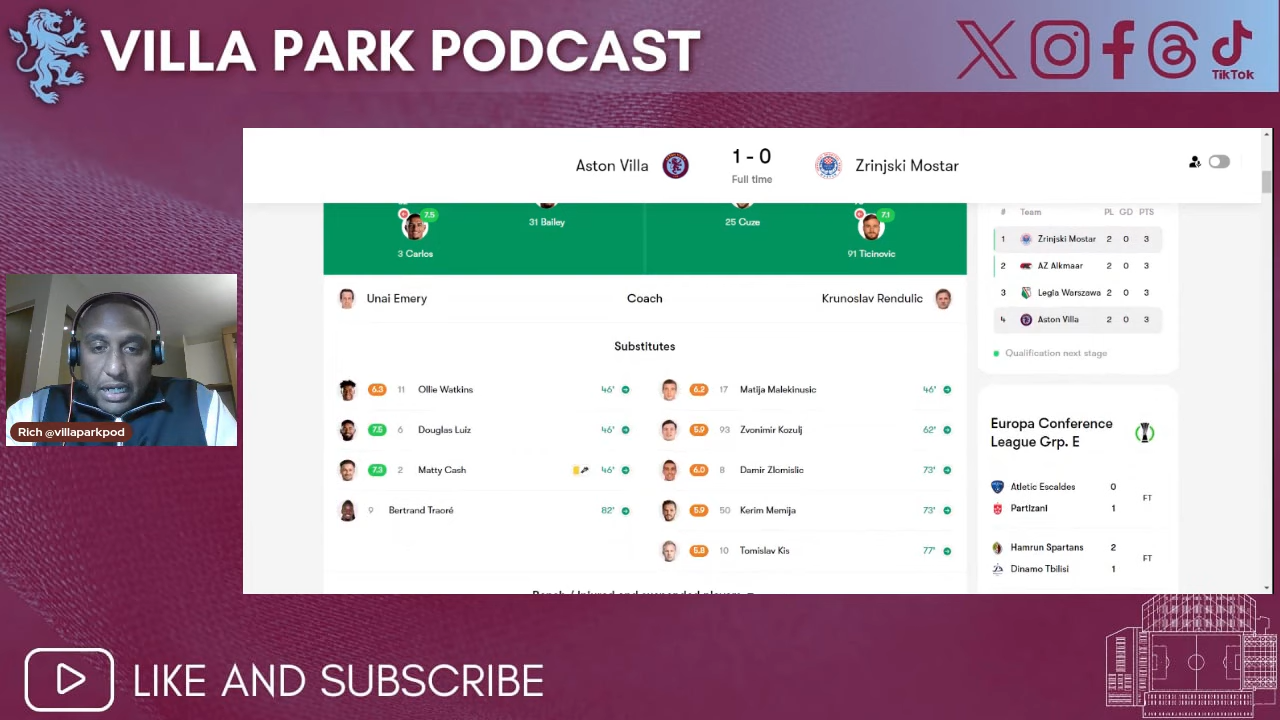 VILLA PARK PODCAST
TikTok
Aston Villa 1 - 0 Zrinjski Mostar
Full time
7.5
7.1
31 Bailey
25 Cuze
3 Carlos
91 Ticinovic
Unai Emery Coach Krunoslav Rendulic
Substitutes
6.3 11 Ollie Watkins 46'
6.2 17 Matija Malekinusic 46'
7.5 6 Douglas Luiz 46'
5.9 93 Zvonimir Kozulj 62'
7.3 2 Matty Cash 46'
6.0 8 Damir Zlomislic 73'
9 Bertrand Traoré 82'
5.9 50 Kerim Memija 73'
5.8 10 Tomislav Kis 77'
# Team PL GD PTS
1 Zrinjski Mostar 2 0 3
2 AZ Alkmaar 2 0 3
3 Legia Warszawa 2 0 3
4 Aston Villa 2 0 3
Qualification next stage
Europa Conference
League Grp. E
Atletic Escaldes 0
FT
Partizani 1
Hamrun Spartans 2
FT
Dinamo Tbilisi 1
Rich @villaparkpod
LIKE AND SUBSCRIBE